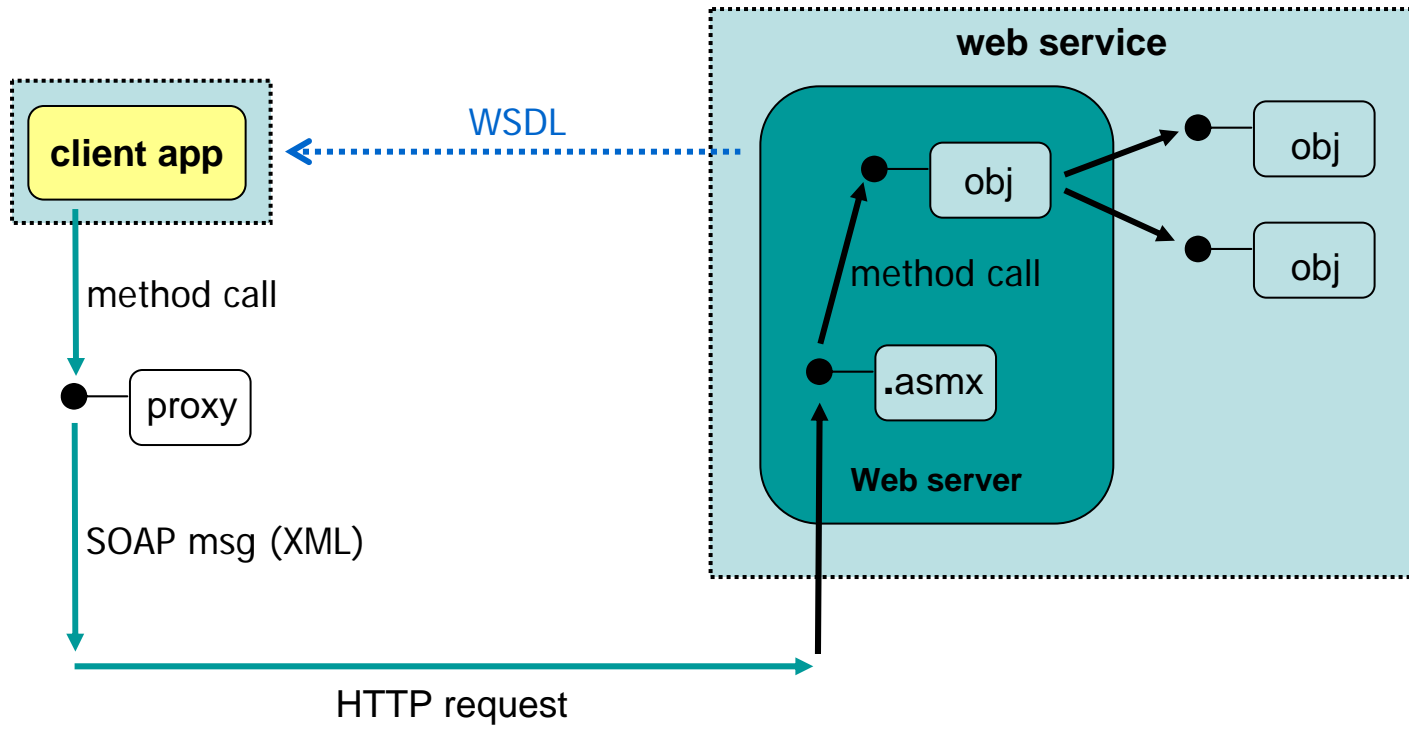 web service
client app
WSDL
obj
obj
obj
method call
method call
proxy
.asmx
Web server
SOAP msg (XML)
HTTP request